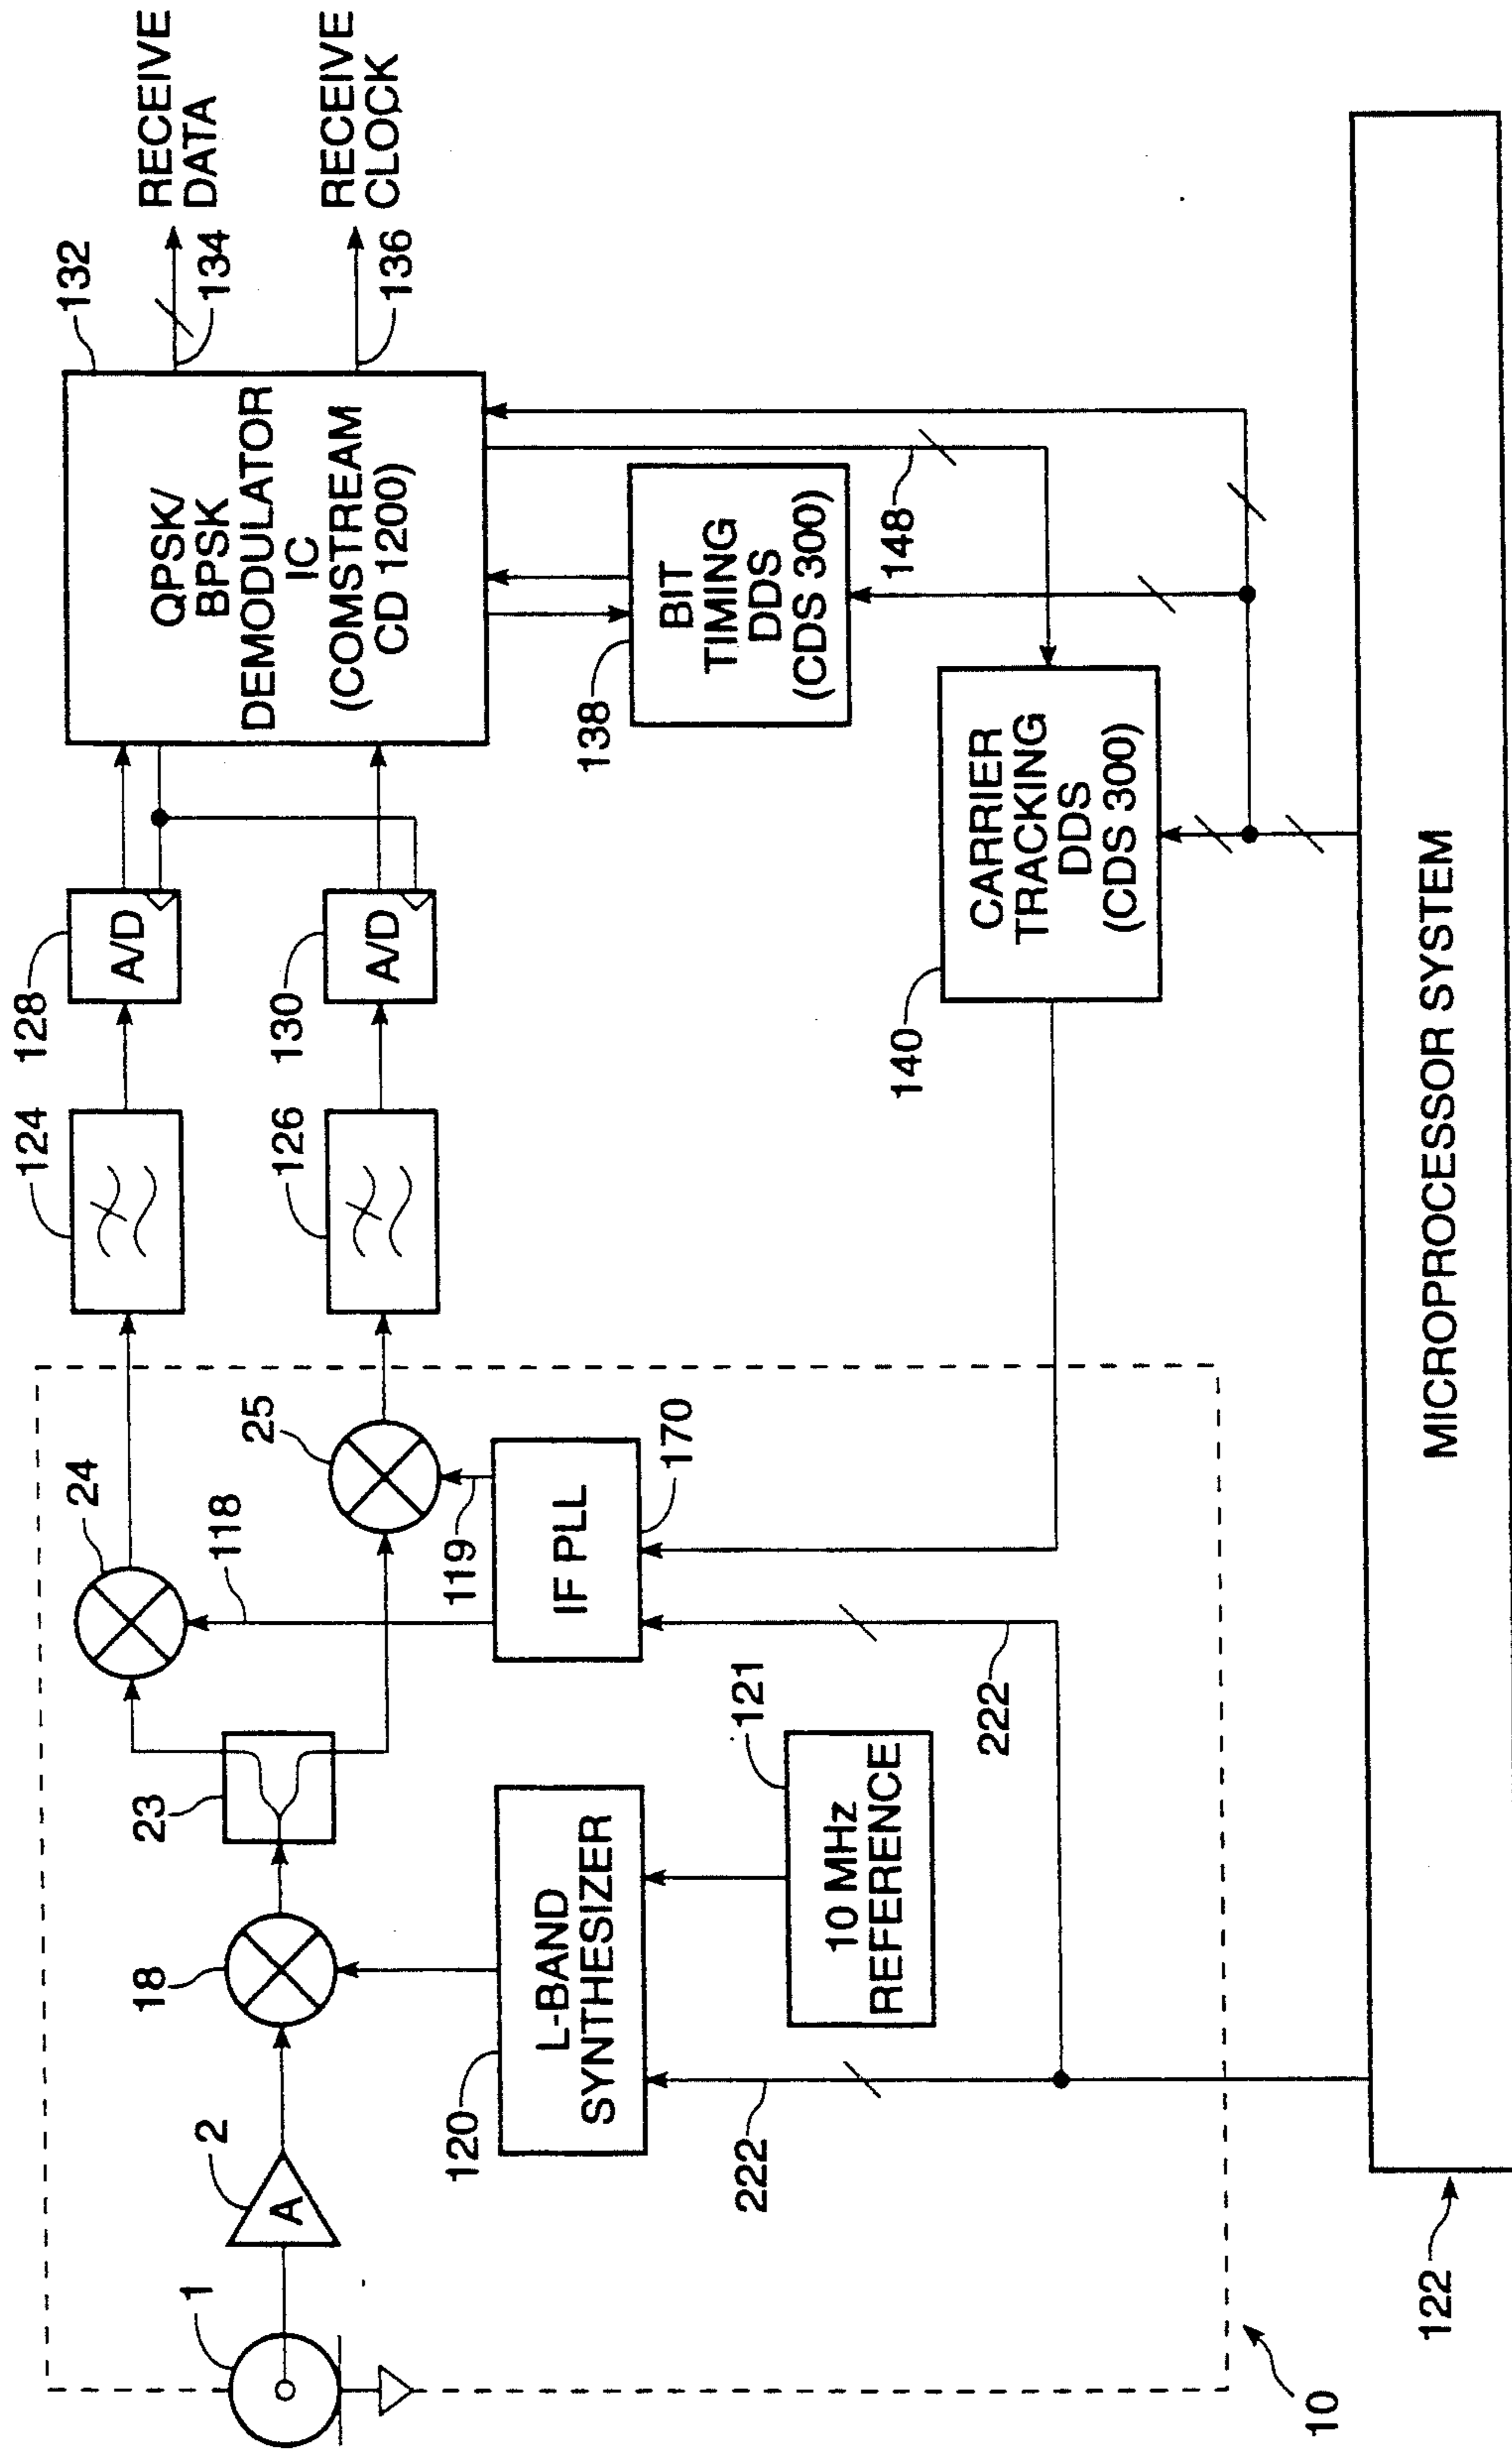 1
2
A
18
23
24
118
25
119
IF PLL
170
120
L-BAND
SYNTHESIZER
121
10 MHz
REFERENCE
222
222
10
124
126
128
A/D
130
A/D
132
QPSK/
BPSK
DEMODULATOR
IC
(COMSTREAM
CD 1200)
RECEIVE
DATA
134
RECEIVE
CLOCK
136
138
BIT
TIMING
DDS
(CDS 300)
148
140
CARRIER
TRACKING
DDS
(CDS 300)
122
MICROPROCESSOR SYSTEM